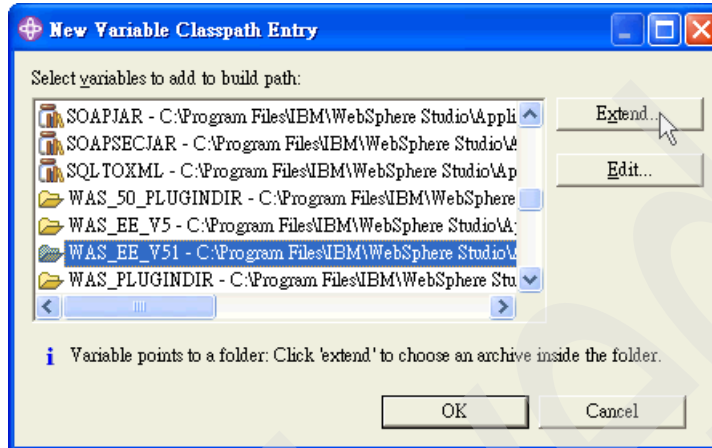 New Variable Classpath Entry
Select variables to add to build path:
SOAPJAR - C:\Program Files\IBM\WebSphere Studio\Appli
SOAPSECJAR - C:\Program Files\IBM\WebSphere Studio\A
SQLTOXML - C:\Program Files\IBM\WebSphere Studio\Ap
WAS_50_PLUGINDIR - C:\Program Files\IBM\WebSphere
WAS_EE_V5 - C:\Program Files\IBM\WebSphere Studio\A
WAS_EE_V51 - C:\Program Files\IBM\WebSphere Studio\
WAS_PLUGINDIR - C:\Program Files\IBM\WebSphere Stu
Extend...
Edit...
Variable points to a folder: Click 'extend' to choose an archive inside the folder.
OK
Cancel